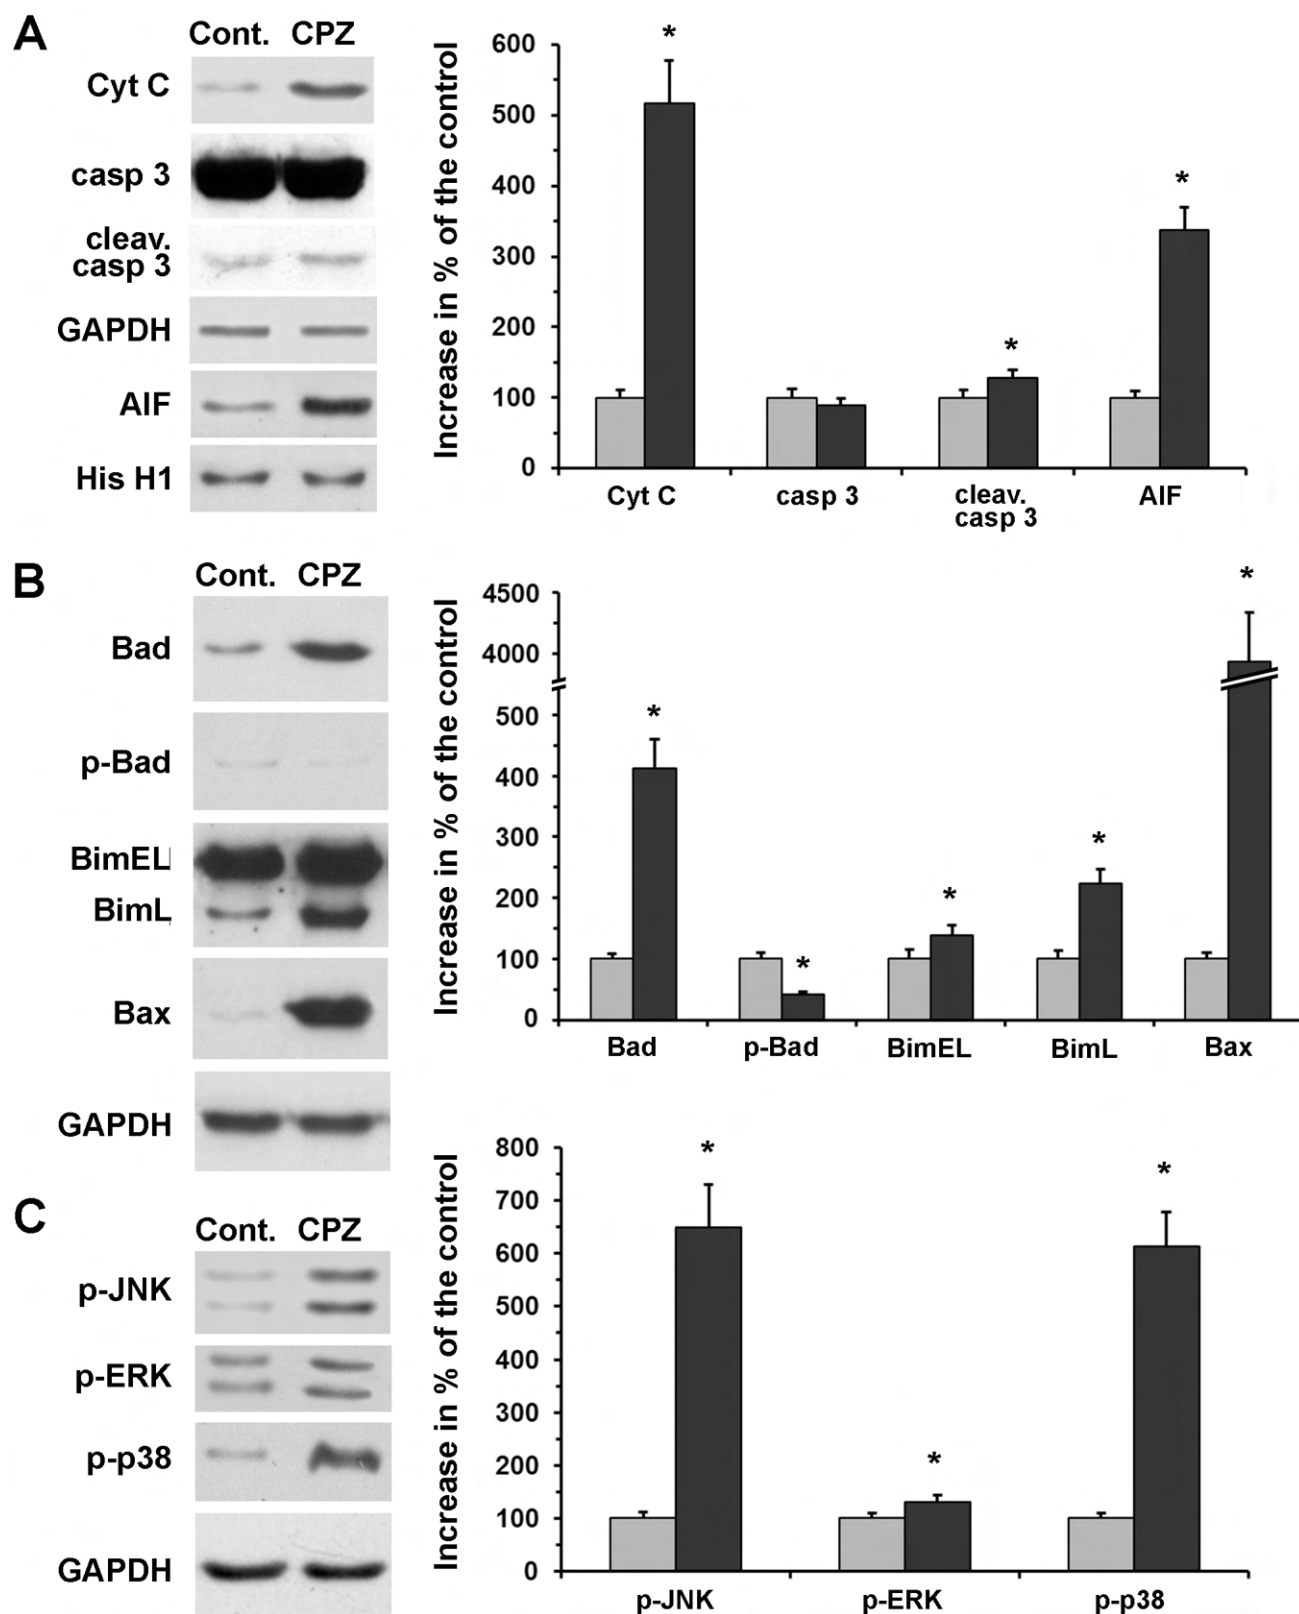 A
Cont. CPZ
Cyt C
casp 3
cleav.
casp 3
GAPDH
AIF
His H1
Increase in % of the control
600
500
400
300
200
100
0
*
*
*
Cyt C
casp 3
cleav.
casp 3
AIF
B
Cont. CPZ
Bad
p-Bad
BimEL
BimL
Bax
GAPDH
Increase in % of the control
4500
4000
500
400
300
200
100
0
*
*
*
*
*
Bad
p-Bad
BimEL
BimL
Bax
C
Cont. CPZ
p-JNK
p-ERK
p-p38
GAPDH
Increase in % of the control
800
700
600
500
400
300
200
100
0
*
*
*
p-JNK
p-ERK
p-p38